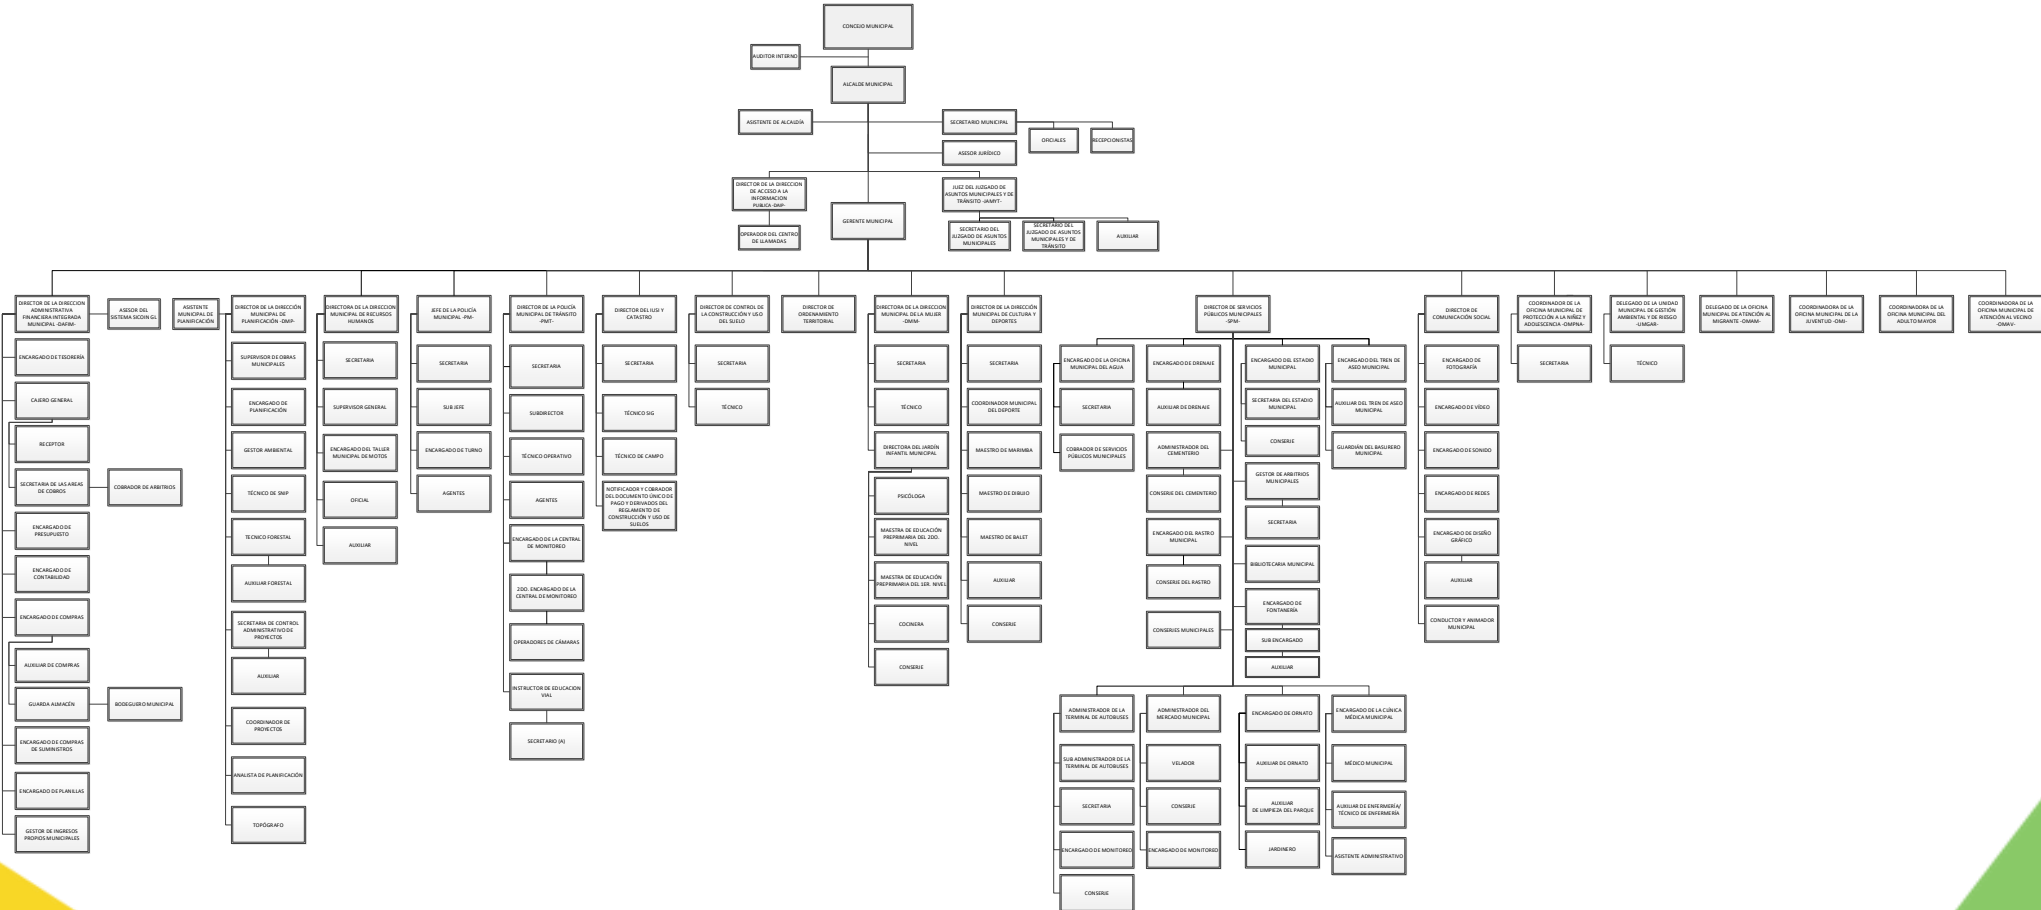 CONCEJO MUNICIPAL
AUDITOR INTERNO
ALCALDE MUNICIPAL
ASISTENTE DE ALCALDÍA
SECRETARIO MUNICIPAL
OFICIALES
RECEPCIONISTAS
ASESOR JURÍDICO
DIRECTOR DE LA DIRECCION
DE ACCESO A LA
INFORMACION
PUBLICA -DAIP-
JUEZ DEL JUZGADO DE
ASUNTOS MUNICIPALES Y DE
TRÁNSITO -JAMYT-
GERENTE MUNICIPAL
OPERADOR DEL CENTRO
DE LLAMADAS
SECRETARIO DEL
JUZGADO DE ASUNTOS
MUNICIPALES
SECRETARIO DEL
JUZGADO DE ASUNTOS
MUNICIPALES Y DE
TRÁNSITO
AUXILIAR
DIRECTOR DE LA DIRECCION
ADMINISTRATIVA
FINANCIERA INTEGRADA
MUNICIPAL -DAFIM-
ASESOR DEL
SISTEMA SICOIN GL
ENCARGADO DE TESORERÍA
CAJERO GENERAL
RECEPTOR
SECRETARIA DE LAS AREAS
DE COBROS
COBRADOR DE ARBITRIOS
ENCARGADO DE
PRESUPUESTO
ENCARGADO DE
CONTABILIDAD
ENCARGADO DE COMPRAS
AUXILIAR DE COMPRAS
GUARDA ALMACÉN
BODEGUERO MUNICIPAL
ENCARGADO DE COMPRAS
DE SUMINISTROS
ENCARGADO DE PLANILLAS
GESTOR DE INGRESOS
PROPIOS MUNICIPALES
ASISTENTE
MUNICIPAL DE
PLANIFICACIÓN
DIRECTOR DE LA DIRECCIÓN
MUNICIPAL DE
PLANIFICACIÓN -DMP-
SUPERVISOR DE OBRAS
MUNICIPALES
ENCARGADO DE
PLANIFICACIÓN
GESTOR AMBIENTAL
TÉCNICO DE SNIP
TECNICO FORESTAL
AUXILIAR FORESTAL
SECRETARIA DE CONTROL
ADMINISTRATIVO DE
PROYECTOS
AUXILIAR
COORDINADOR DE
PROYECTOS
ANALISTA DE PLANIFICACIÓN
TOPÓGRAFO
DIRECTORA DE LA DIRECCION
MUNICIPAL DE RECURSOS
HUMANOS
SECRETARIA
SUPERVISOR GENERAL
ENCARGADO DEL TALLER
MUNICIPAL DE MOTOS
OFICIAL
AUXILIAR
JEFE DE LA POLICÍA
MUNICIPAL -PM-
SECRETARIA
SUB JEFE
ENCARGADO DE TURNO
AGENTES
DIRECTOR DE LA POLICÍA
MUNICIPAL DE TRÁNSITO
-PMT-
SECRETARIA
SUBDIRECTOR
TÉCNICO OPERATIVO
AGENTES
ENCARGADO DE LA CENTRAL
DE MONITOREO
2DO. ENCARGADO DE LA
CENTRAL DE MONITOREO
OPERADORES DE CÁMARAS
INSTRUCTOR DE EDUCACION
VIAL
SECRETARIO (A)
DIRECTOR DEL IUSI Y
CATASTRO
SECRETARIA
TÉCNICO SIG
TÉCNICO DE CAMPO
NOTIFICADOR Y COBRADOR
DEL DOCUMENTO ÚNICO DE
PAGO Y DERIVADOS DEL
REGLAMENTO DE
CONSTRUCCIÓN Y USO DE
SUELOS
DIRECTOR DE CONTROL DE
LA CONSTRUCCIÓN Y USO
DEL SUELO
SECRETARIA
TÉCNICO
DIRECTOR DE
ORDENAMIENTO
TERRITORIAL
DIRECTORA DE LA DIRECCION
MUNICIPAL DE LA MUJER
-DMM-
SECRETARIA
TÉCNICO
DIRECTORA DEL JARDÍN
INFANTIL MUNICIPAL
PSICÓLOGA
MAESTRA DE EDUCACIÓN
PREPRIMARIA DEL 2DO.
NIVEL
MAESTRA DE EDUCACIÓN
PREPRIMARIA DEL 1ER. NIVEL
COCINERA
CONSERJE
DIRECTOR DE LA DIRECCIÓN
MUNICIPAL DE CULTURA Y
DEPORTES
SECRETARIA
COORDINADOR MUNICIPAL
DEL DEPORTE
MAESTRO DE MARIMBA
MAESTRO DE DIBUJO
MAESTRO DE BALET
AUXILIAR
CONSERJE
DIRECTOR DE SERVICIOS
PÚBLICOS MUNICIPALES
-SPM-
ENCARGADO DE LA OFICINA
MUNICIPAL DEL AGUA
SECRETARIA
COBRADOR DE SERVICIOS
PÚBLICOS MUNICIPALES
ENCARGADO DE DRENAJE
AUXILIAR DE DRENAJE
ADMINISTRADOR DEL
CEMENTERIO
CONSERJE DEL CEMENTERIO
ENCARGADO DEL RASTRO
MUNICIPAL
CONSERJE DEL RASTRO
CONSERJES MUNICIPALES
ENCARGADO DEL ESTADIO
MUNICIPAL
SECRETARIA DEL ESTADIO
MUNICIPAL
CONSERJE
GESTOR DE ARBITRIOS
MUNICIPALES
SECRETARIA
BIBLIOTECARIA MUNICIPAL
ENCARGADO DE
FONTANERÍA
SUB ENCARGADO
AUXILIAR
ENCARGADO DEL TREN DE
ASEO MUNICIPAL
AUXILIAR DEL TREN DE ASEO
MUNICIPAL
GUARDIÁN DEL BASURERO
MUNICIPAL
ADMINISTRADOR DE LA
TERMINAL DE AUTOBUSES
SUB ADMINISTRADOR DE LA
TERMINAL DE AUTOBUSES
SECRETARIA
ENCARGADO DE MONITOREO
CONSERJE
ADMINISTRADOR DEL
MERCADO MUNICIPAL
VELADOR
CONSERJE
ENCARGADO DE MONITOREO
ENCARGADO DE ORNATO
AUXILIAR DE ORNATO
AUXILIAR
DE LIMPIEZA DEL PARQUE
JARDINERO
ENCARGADO DE LA CLÍNICA
MÉDICA MUNICIPAL
MÉDICO MUNICIPAL
AUXILIAR DE ENFERMERÍA/
TÉCNICO DE ENFERMERÍA
ASISTENTE ADMINISTRATIVO
DIRECTOR DE
COMUNICACIÓN SOCIAL
ENCARGADO DE
FOTOGRAFÍA
ENCARGADO DE VÍDEO
ENCARGADO DE SONIDO
ENCARGADO DE REDES
ENCARGADO DE DISEÑO
GRÁFICO
AUXILIAR
CONDUCTOR Y ANIMADOR
MUNICIPAL
COORDINADOR DE LA
OFICINA MUNICIPAL DE
PROTECCIÓN A LA NIÑEZ Y
ADOLESCENCIA -OMPNA-
SECRETARIA
DELEGADO DE LA UNIDAD
MUNICIPAL DE GESTIÓN
AMBIENTAL Y DE RIESGO
-UMGAR-
TÉCNICO
DELEGADO DE LA OFICINA
MUNICIPAL DE ATENCIÓN AL
MIGRANTE -OMAM-
COORDINADORA DE LA
OFICINA MUNICIPAL DE LA
JUVENTUD -OMJ-
COORDINADORA DE LA
OFICINA MUNICIPAL DEL
ADULTO MAYOR
COORDINADORA DE LA
OFICINA MUNICIPAL DE
ATENCIÓN AL VECINO
-OMAV-